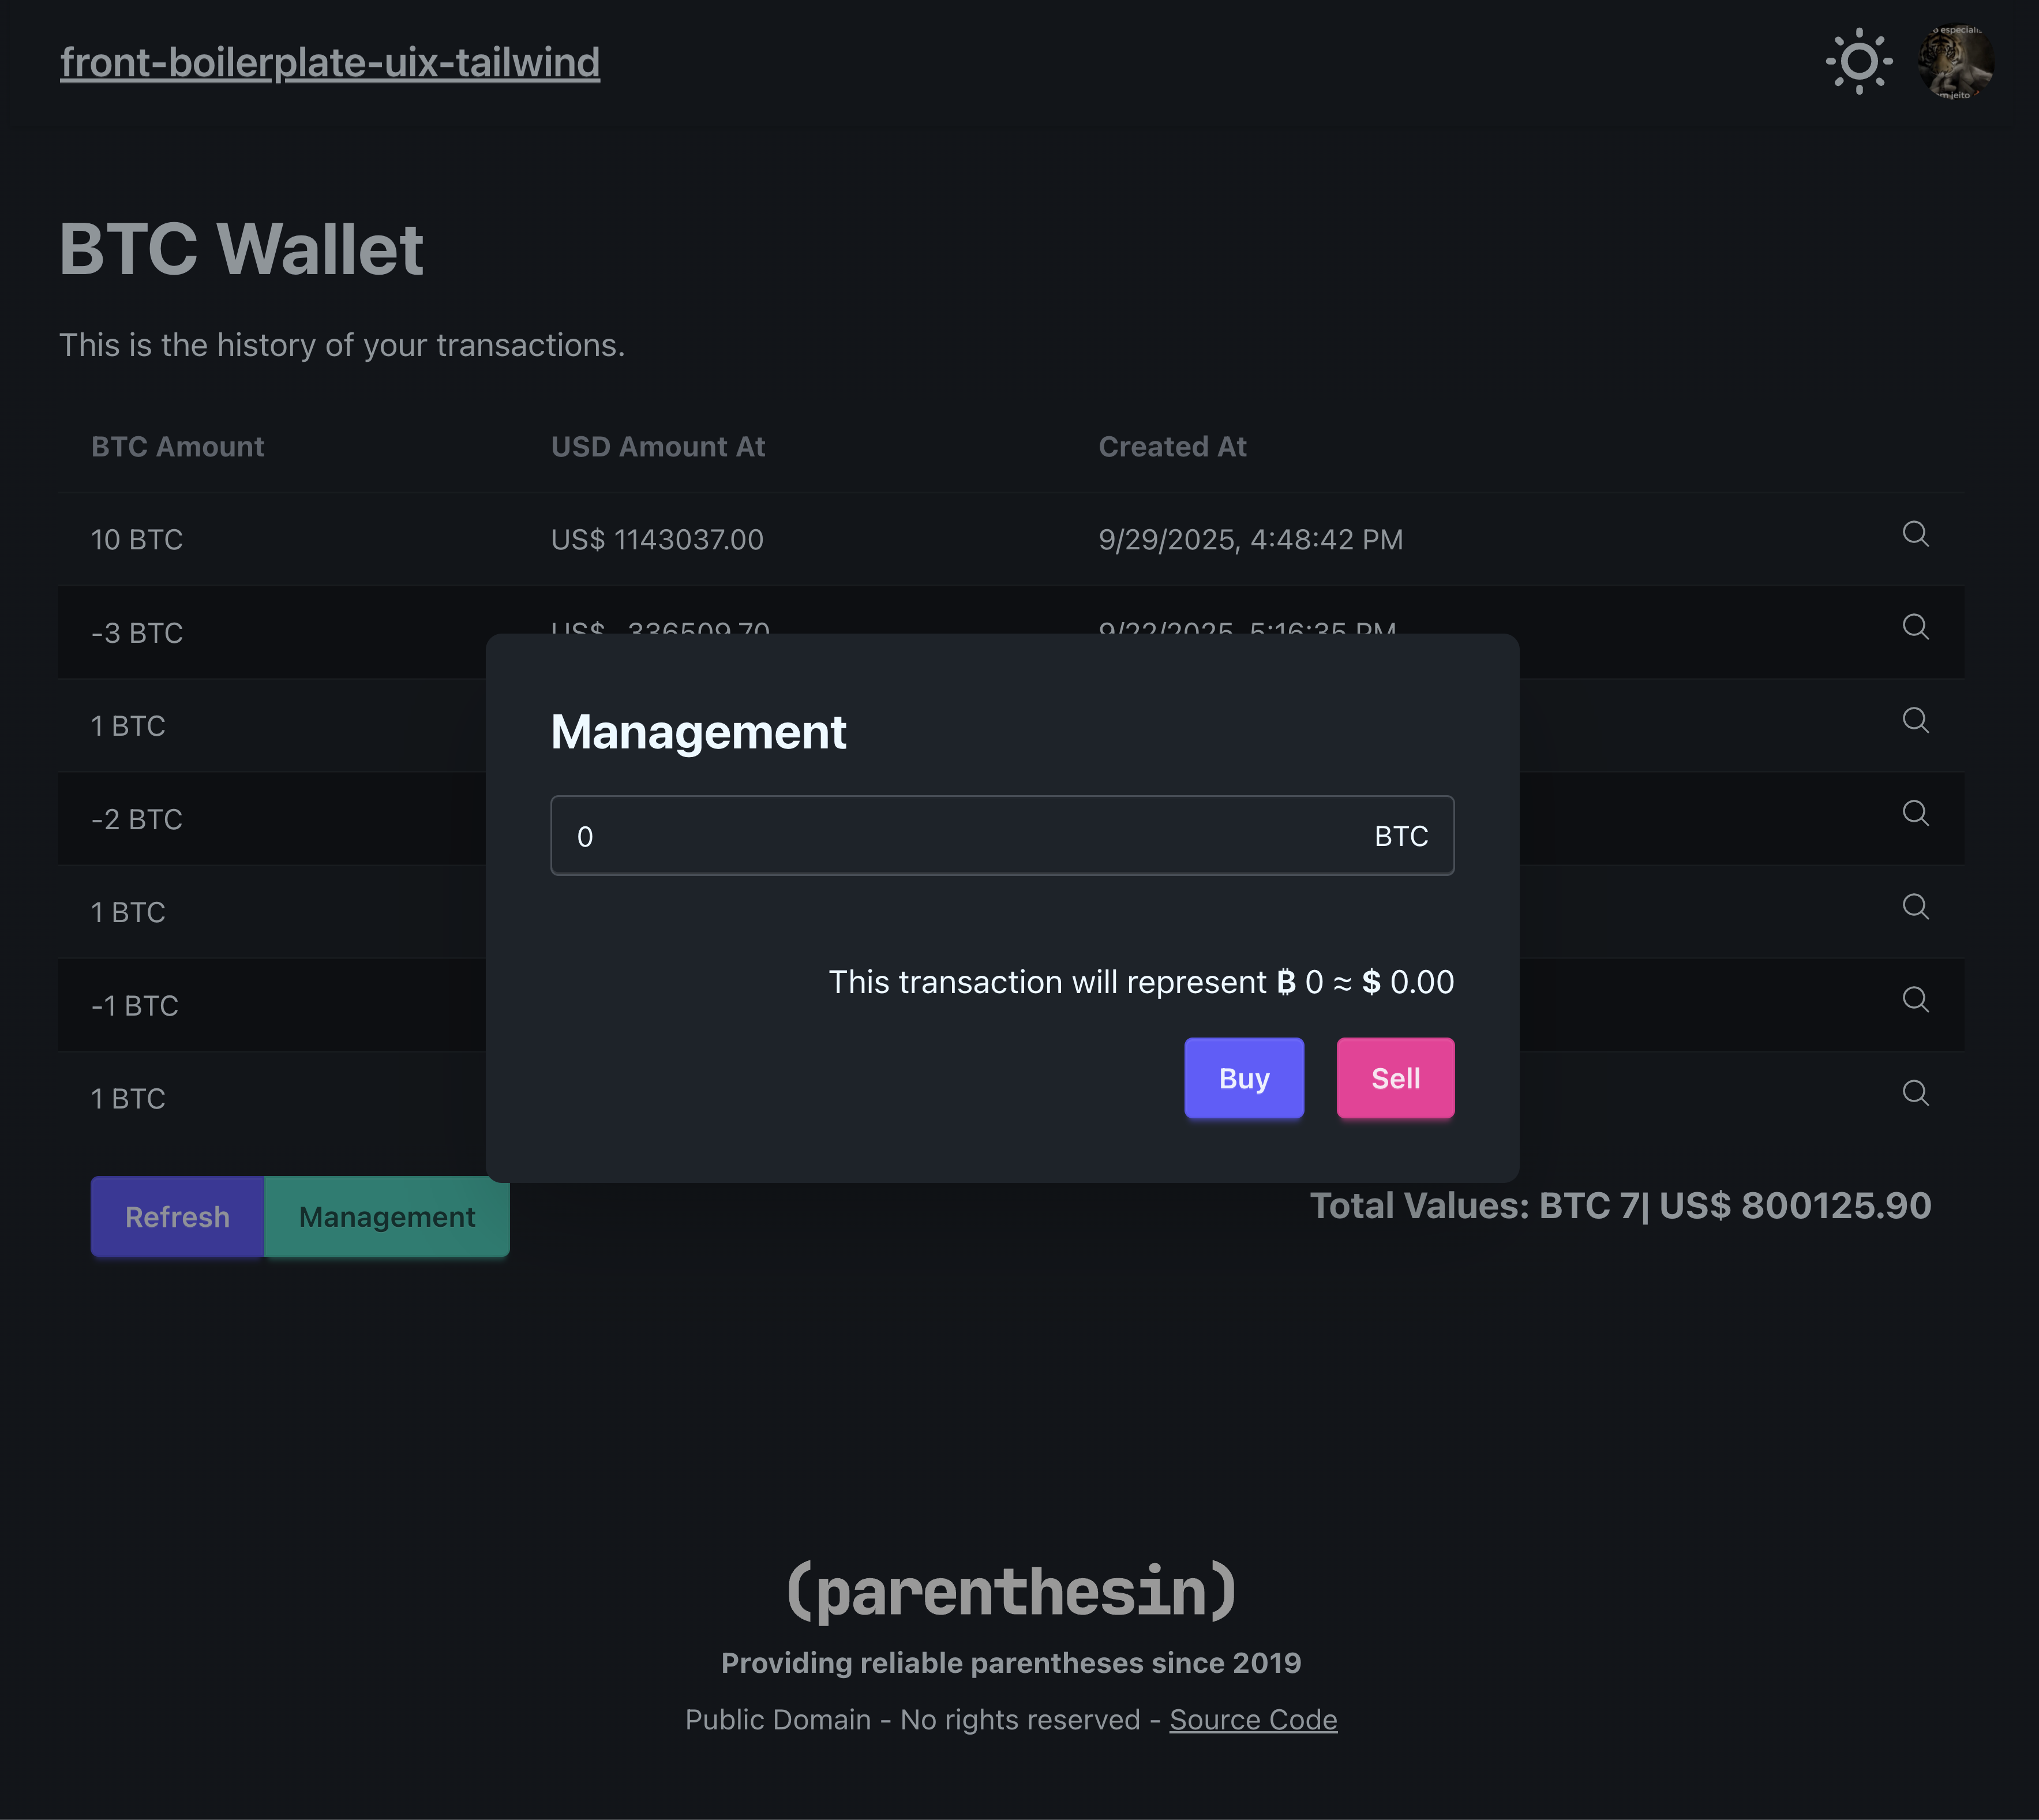 front-boilerplate-uix-tailwind
BTC Wallet
This is the history of your transactions.
BTC Amount USD Amount At Created At
10 BTC US$ 1143037.00 9/29/2025, 4:48:42 PM
-3 BTC US$ -336509.70 9/22/2025, 5:16:35 PM
1 BTC
-2 BTC
1 BTC
-1 BTC
1 BTC
Management
0 BTC
This transaction will represent ₿ 0 ≈ $ 0.00
Buy Sell
Refresh Management
Total Values: BTC 7| US$ 800125.90
(parenthesin)
Providing reliable parentheses since 2019
Public Domain - No rights reserved - Source Code